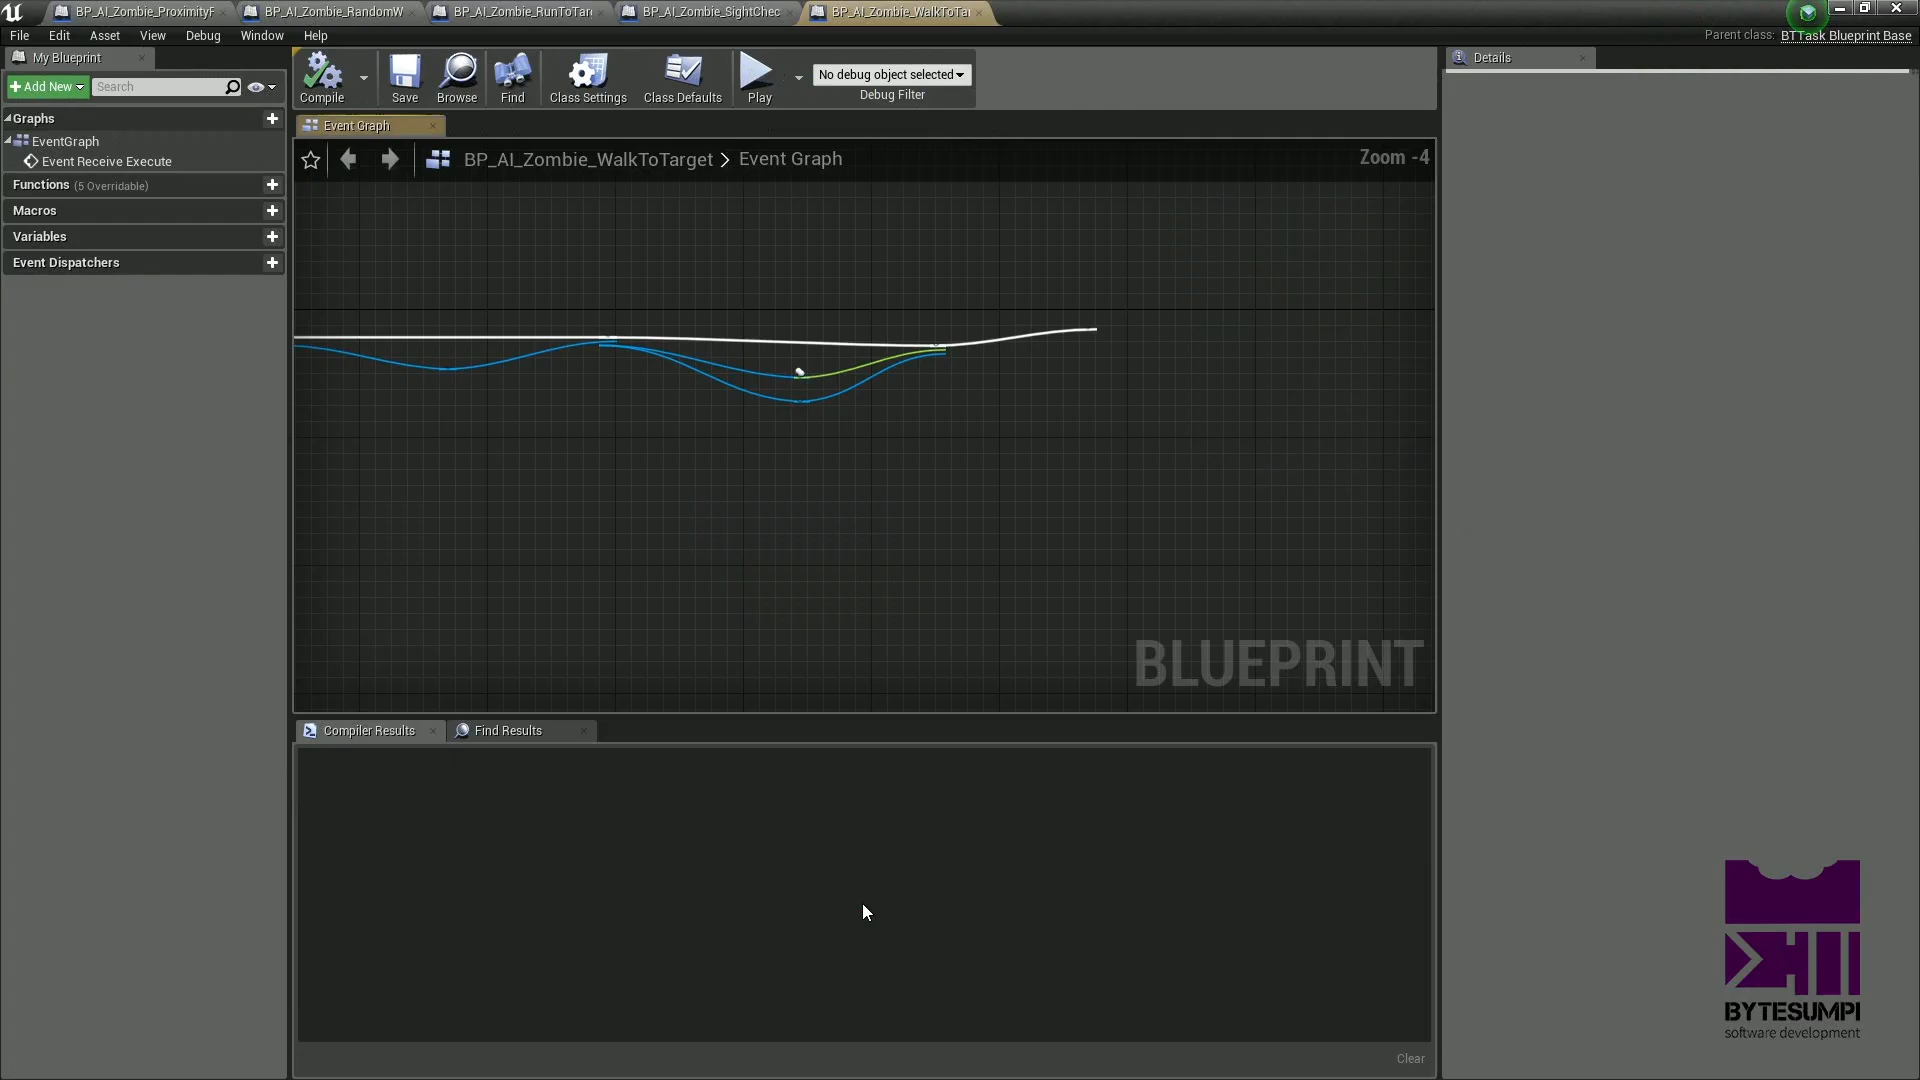 BP_AI_Zombie_ProximityF
BP_AI_Zombie_RandomW
BP_AI_Zombie_RunToTar
BP_AI_Zombie_SightChec
BP_AI_Zombie_WalkToTar
File Edit Asset View Debug Window Help
Parent class: BTTask Blueprint Base
My Blueprint
Add New
Search
Graphs
EventGraph
Event Receive Execute
Functions (5 Overridable)
Macros
Variables
Event Dispatchers
Compile
Save
Browse
Find
Class Settings
Class Defaults
Play
No debug object selected
Debug Filter
Event Graph
BP_AI_Zombie_WalkToTarget > Event Graph
Zoom -4
BLUEPRINT
Compiler Results
Find Results
Clear
Details
BYTESUMPI
software development